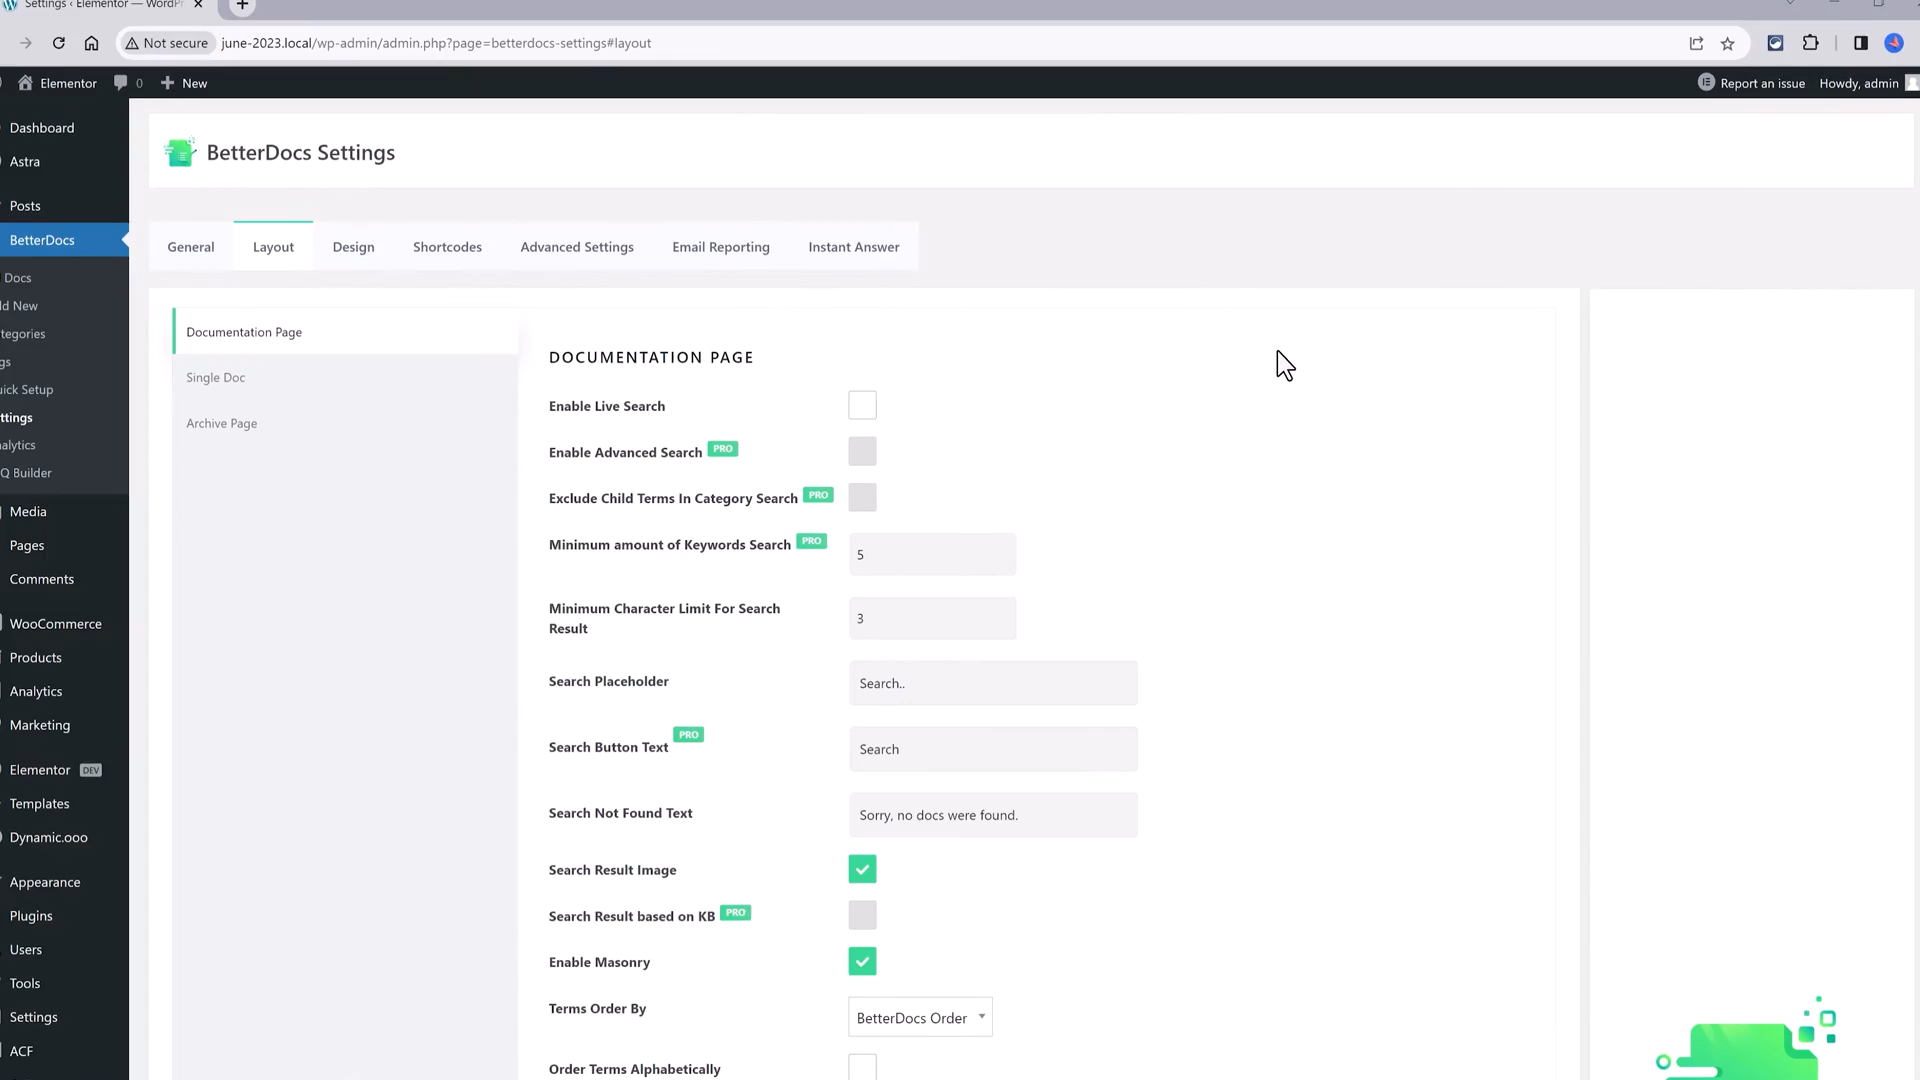 Settings ‹ Elementor — WordPr
Not secure
june-2023.local/wp-admin/admin.php?page=betterdocs-settings#layout
Elementor
0
New
Report an issue
Howdy, admin
Dashboard
Astra
Posts
BetterDocs
Docs
ld New
tegories
gs
uick Setup
ttings
nalytics
Q Builder
Media
Pages
Comments
WooCommerce
Products
Analytics
Marketing
Elementor DEV
Templates
Dynamic.ooo
Appearance
Plugins
Users
Tools
Settings
ACF
BetterDocs Settings
General
Layout
Design
Shortcodes
Advanced Settings
Email Reporting
Instant Answer
Documentation Page
Single Doc
Archive Page
DOCUMENTATION PAGE
Enable Live Search
Enable Advanced Search PRO
Exclude Child Terms In Category Search PRO
Minimum amount of Keywords Search PRO
5
Minimum Character Limit For Search
Result
3
Search Placeholder
Search..
Search Button Text PRO
Search
Search Not Found Text
Sorry, no docs were found.
Search Result Image
Search Result based on KB PRO
Enable Masonry
Terms Order By
BetterDocs Order
Order Terms Alphabetically